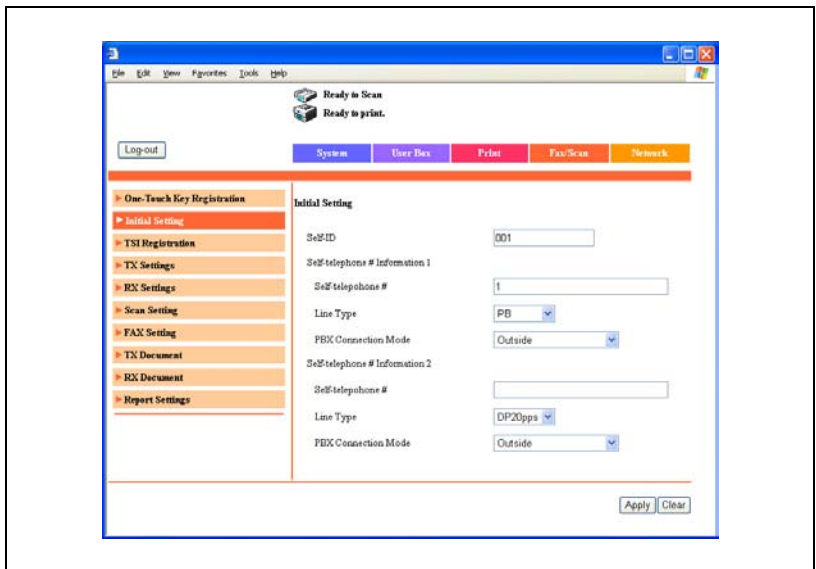 File Edit View Favorites Tools Help
Ready to Scan
Ready to print.
Log-out
System User Box Print Fax/Scan Network
One-Touch Key Registration
Initial Setting
TSI Registration
TX Settings
RX Settings
Scan Setting
FAX Setting
TX Document
RX Document
Report Settings
Initial Setting
Self-ID 001
Self-telephone # Information 1
Self-telepohone # 1
Line Type PB
PBX Connection Mode Outside
Self-telephone # Information 2
Self-telepohone #
Line Type DP20pps
PBX Connection Mode Outside
Apply Clear